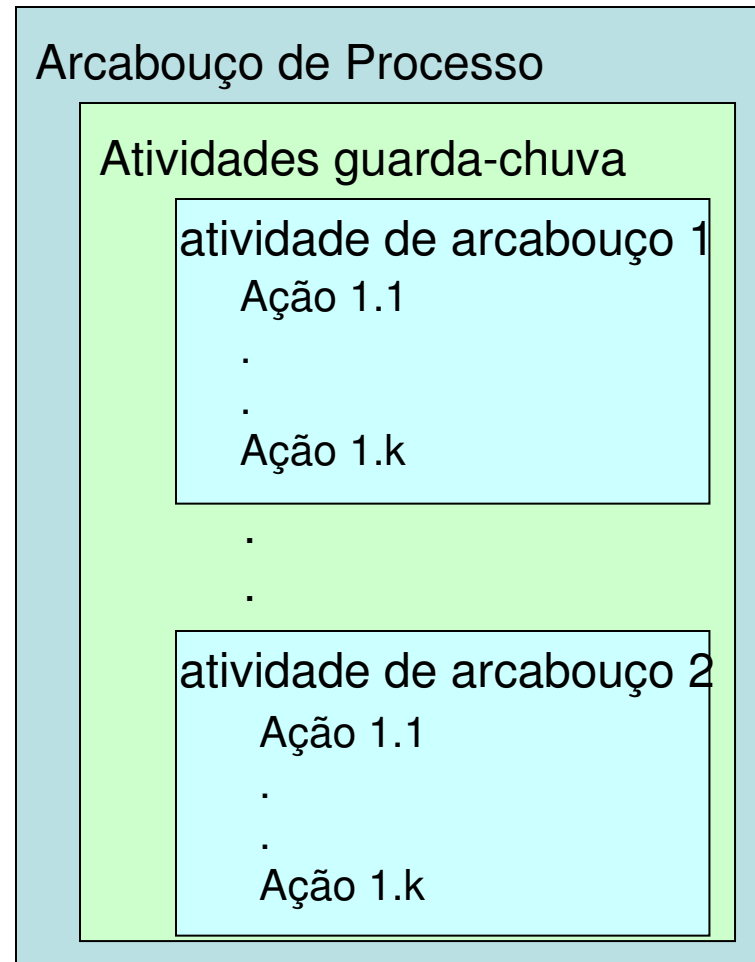 Arcabouço de Processo
Atividades guarda-chuva
atividade de arcabouço 1
Ação 1.1
.
.
Ação 1.k
.
.
atividade de arcabouço 2
Ação 1.1
.
.
Ação 1.k